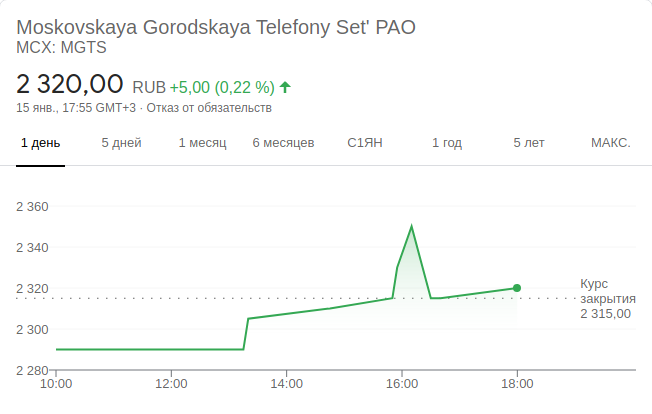 Moskovskaya Gorodskaya Telefony Set' PAO
MCX: MGTS
2 320,00 RUB +5,00 (0,22 %)
15 янв., 17:55 GMT+3 · Отказ от обязательств
1 день 5 дней 1 месяц 6 месяцев С1ЯН 1 год 5 лет МАКС.
2 360
2 340
2 320
2 300
2 280
Курс
закрытия
2 315,00
10:00 12:00 14:00 16:00 18:00